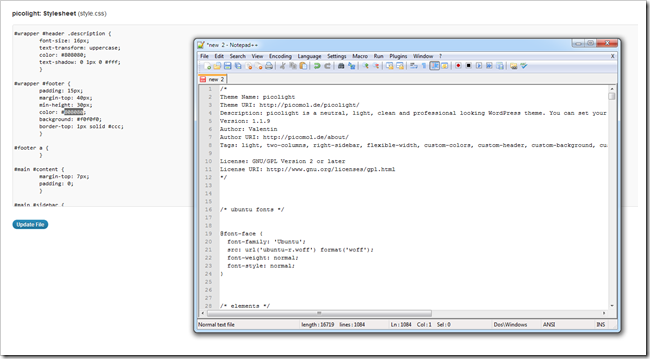 picolight: Stylesheet (style.css)
#wrapper #header .description {
font-size: 16px;
text-transform: uppercase;
color: #808080;
text-shadow: 0 1px 0 #fff;
}
#wrapper #footer {
padding: 15px;
margin-top: 40px;
min-height: 30px;
color:
background: #f0f0f0;
border-top: 1px solid #ccc;
}
#footer a {
}
#main #content {
margin-top: 7px;
padding: 0;
}
#main #sidebar {
Update File
*new 2 - Notepad++
File Edit Search View Encoding Language Settings Macro Run Plugins Window ?
new 2
1 /*
2 Theme Name: picolight
3 Theme URI: http://picomol.de/picolight/
4 Description: picolight is a neutral, light, clean and professional looking WordPress theme. You can set your
5 Version: 1.1.9
6 Author: Valentin
7 Author URI: http://picomol.de/about/
8 Tags: light, two-columns, right-sidebar, flexible-width, custom-colors, custom-header, custom-background, cu
9
10 License: GNU/GPL Version 2 or later
11 License URI: http://www.gnu.org/licenses/gpl.html
12 */
13
14
15
16 /* ubuntu fonts */
17
18
19 @font-face {
20 font-family: 'Ubuntu';
21 src: url('ubuntu-r.woff') format('woff');
22 font-weight: normal;
23 font-style: normal;
24 }
25
26
27
28 /* elements */
Normal text file length : 16719 lines : 1084 Ln : 1084 Col : 1 Sel : 0 Dos\Windows ANSI INS